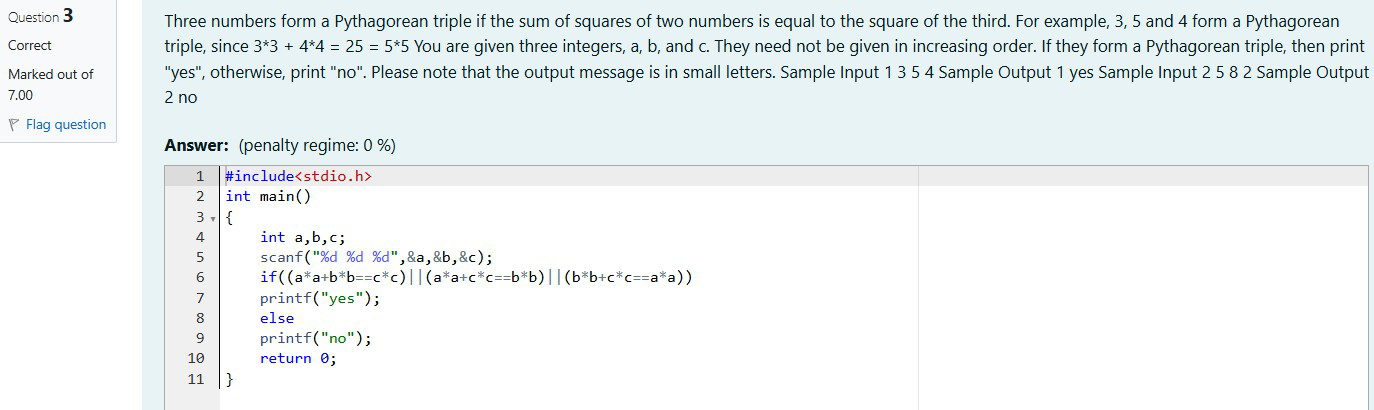 Question 3
Correct
Marked out of
7.00
Flag question
Three numbers form a Pythagorean triple if the sum of squares of two numbers is equal to the square of the third. For example, 3, 5 and 4 form a Pythagorean
triple, since 3*3 + 4*4 = 25 = 5*5 You are given three integers, a, b, and c. They need not be given in increasing order. If they form a Pythagorean triple, then print
"yes", otherwise, print "no". Please note that the output message is in small letters. Sample Input 1 3 5 4 Sample Output 1 yes Sample Input 2 5 8 2 Sample Output
2 no
Answer: (penalty regime: 0 %)
1 #include<stdio.h>
2 int main()
3 {
4 int a,b,c;
5 scanf("%d %d %d",&a,&b,&c);
6 if((a*a+b*b==c*c)||(a*a+c*c==b*b)||(b*b+c*c==a*a))
7 printf("yes");
8 else
9 printf("no");
10 return 0;
11 }